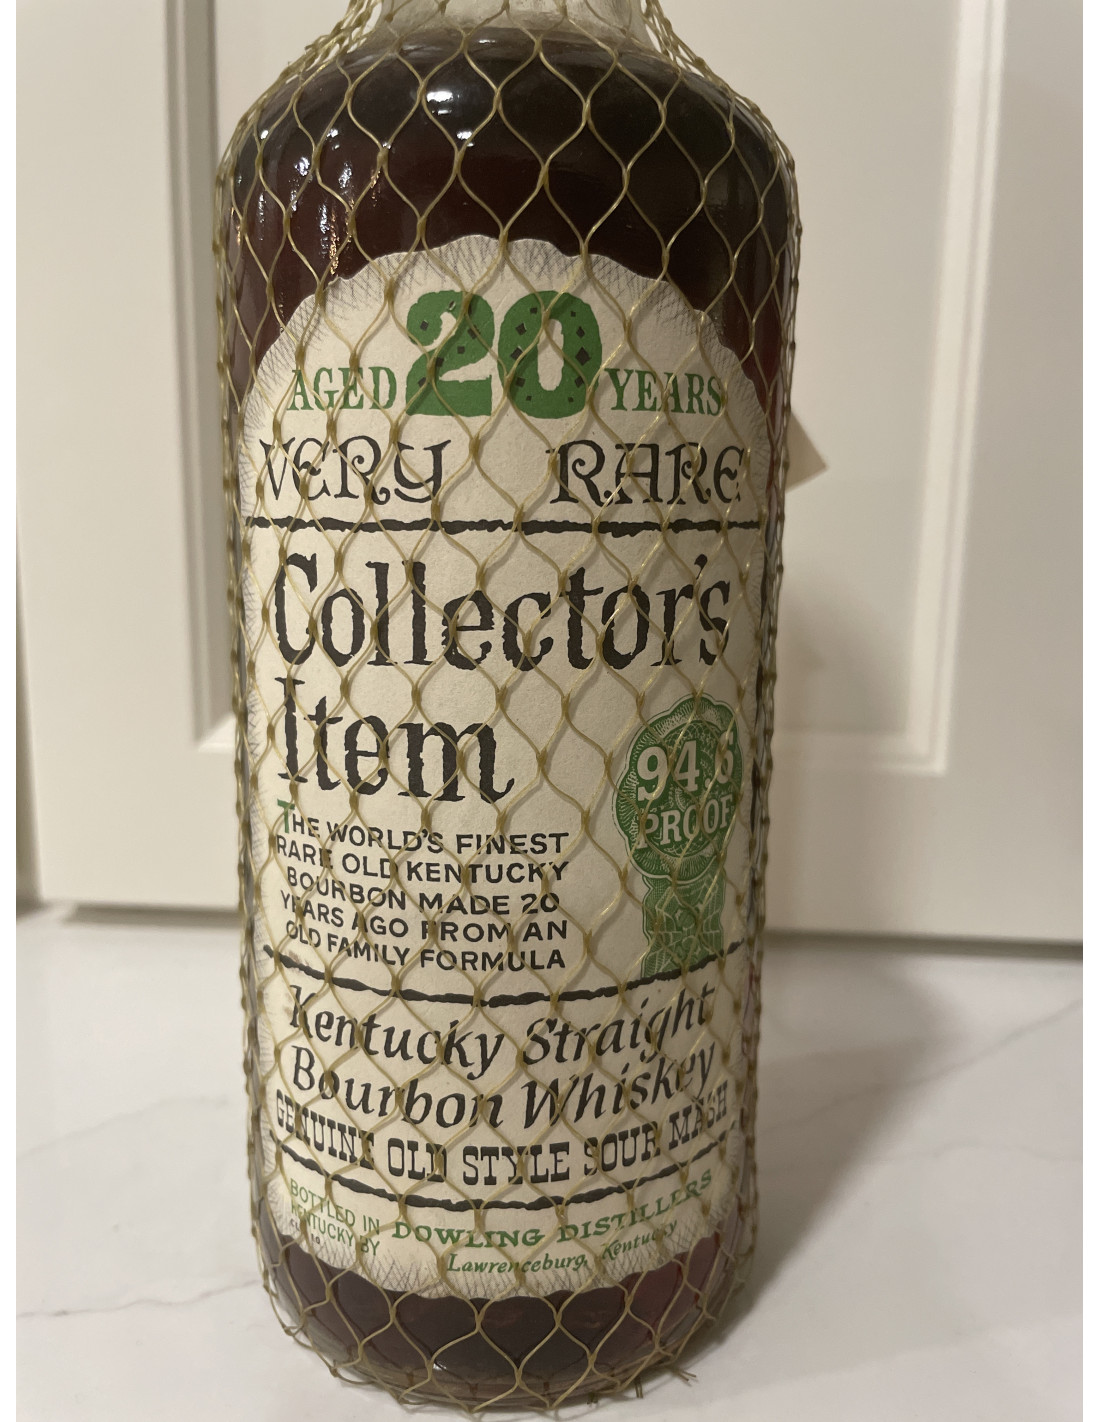 AGED 20 YEARS
VERY RARE
Collector's
Item
94.6
PROOF
THE WORLD'S FINEST
RARE OLD KENTUCKY
BOURBON MADE 20
YEARS AGO FROM AN
OLD FAMILY FORMULA
Kentucky Straight
Bourbon Whiskey
GENUINE OLD STYLE SOUR MASH
BOTTLED IN
KENTUCKY BY
DOWLING DISTILLERS
Lawrenceburg, Kentucky